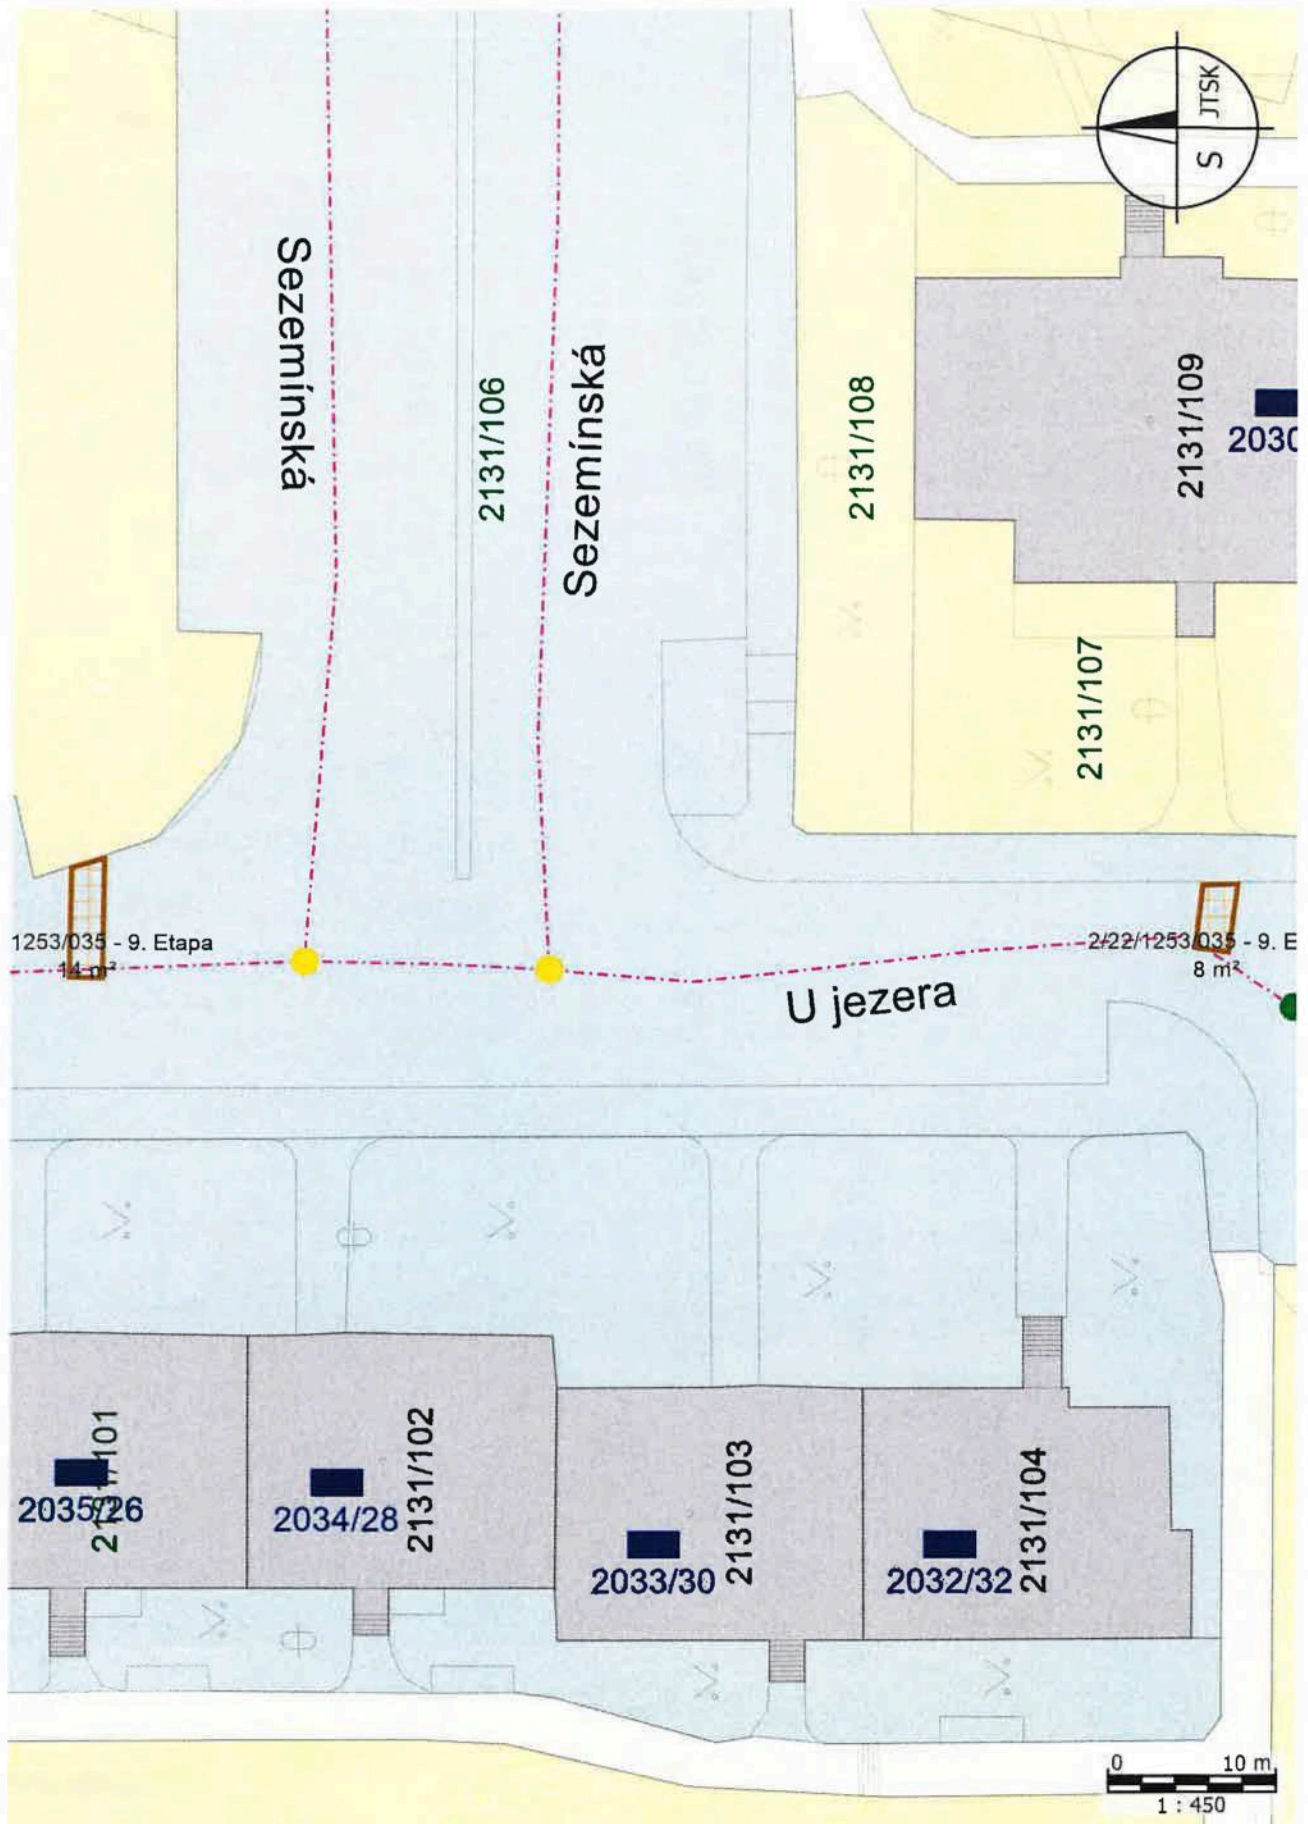 S JTSK
Sezemínská
2131/106
Sezemínská
2131/108
2131/109
2030
2131/107
1253/035 - 9. Etapa
14 m²
2/22/1253/035 - 9. E
8 m²
U jezera
2131/101
2035/26
2034/28
2131/102
2033/30
2131/103
2032/32
2131/104
0 10 m
1 : 450